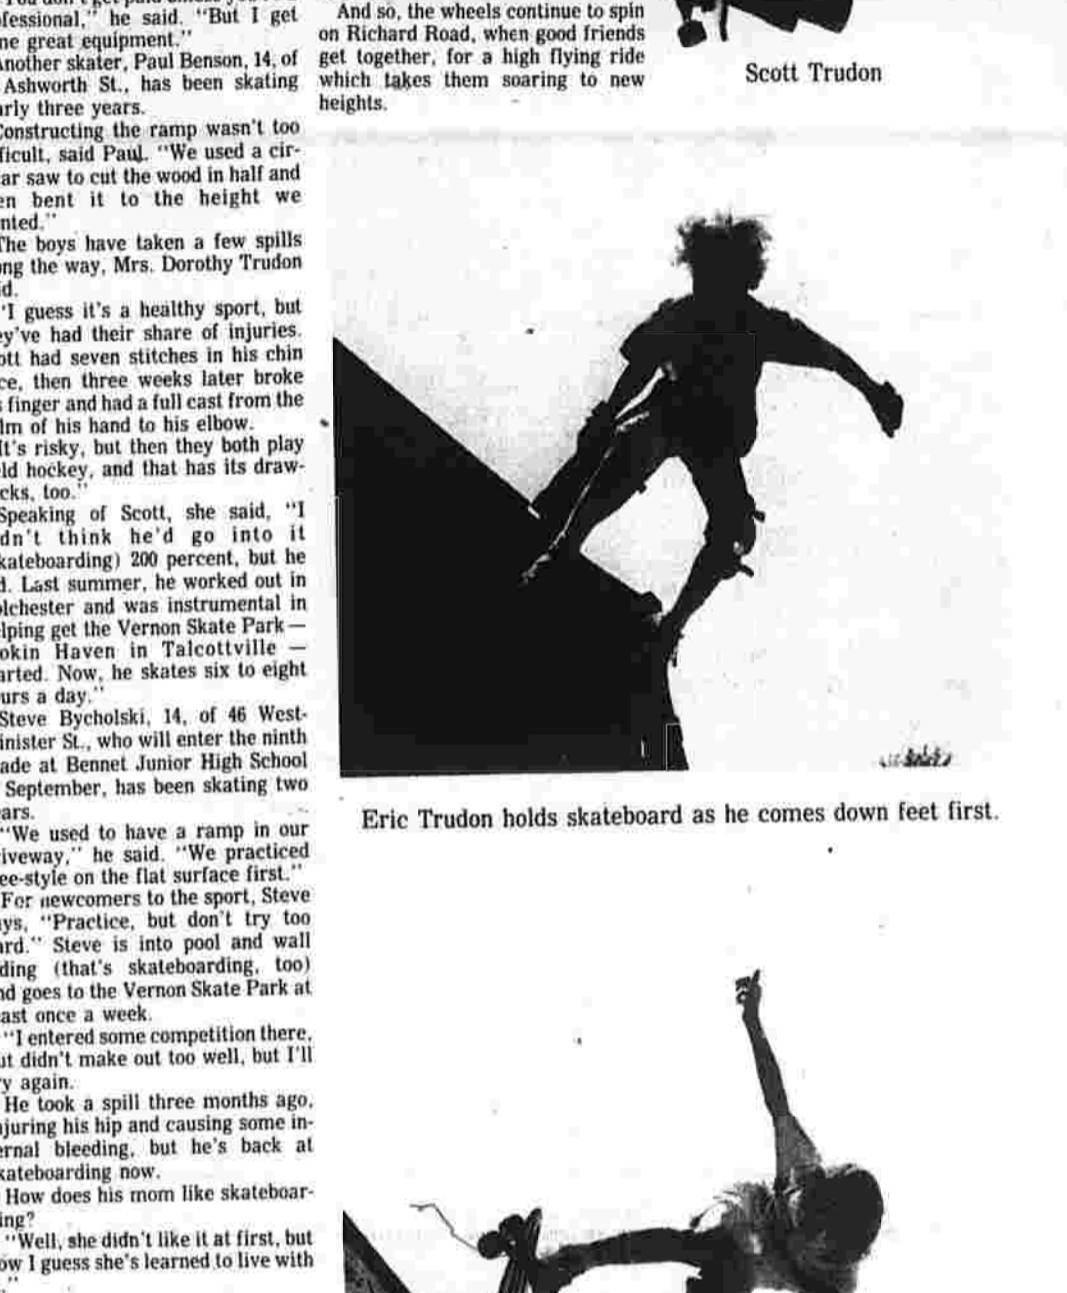 fessional," he said. "But I get
ne great equipment."
nother skater, Paul Benson, 14, of
Ashworth St., has been skating
arly three years.
Constructing the ramp wasn't too
ficult, said Paul. "We used a cir-
ar saw to cut the wood in half and
en bent it to the height we
nted."
The boys have taken a few spills
ong the way, Mrs. Dorothy Trudon
id.
"I guess it's a healthy sport, but
ey've had their share of injuries.
ott had seven stitches in his chin
ce, then three weeks later broke
s finger and had a full cast from the
lm of his hand to his elbow.
It's risky, but then they both play
ld hockey, and that has its draw-
cks, too."
Speaking of Scott, she said, "I
dn't think he'd go into it
kateboarding) 200 percent, but he
d. Last summer, he worked out in
olchester and was instrumental in
lping get the Vernon Skate Park —
okin Haven in Talcottville —
arted. Now, he skates six to eight
urs a day."
Steve Bycholski, 14, of 46 West-
inister St., who will enter the ninth
ade at Bennet Junior High School
September, has been skating two
ars.
"We used to have a ramp in our
iveway," he said. "We practiced
ee-style on the flat surface first."
For newcomers to the sport, Steve
ys, "Practice, but don't try too
ard." Steve is into pool and wall
ding (that's skateboarding, too)
nd goes to the Vernon Skate Park at
ast once a week.
"I entered some competition there,
ut didn't make out too well, but I'll
y again.
He took a spill three months ago,
njuring his hip and causing some in-
ernal bleeding, but he's back at
kateboarding now.
How does his mom like skateboar-
ing?
"Well, she didn't like it at first, but
ow I guess she's learned to live with
"
And so, the wheels continue to spin
on Richard Road, when good friends
get together, for a high flying ride
which takes them soaring to new
heights.
Scott Trudon
Eric Trudon holds skateboard as he comes down feet first.